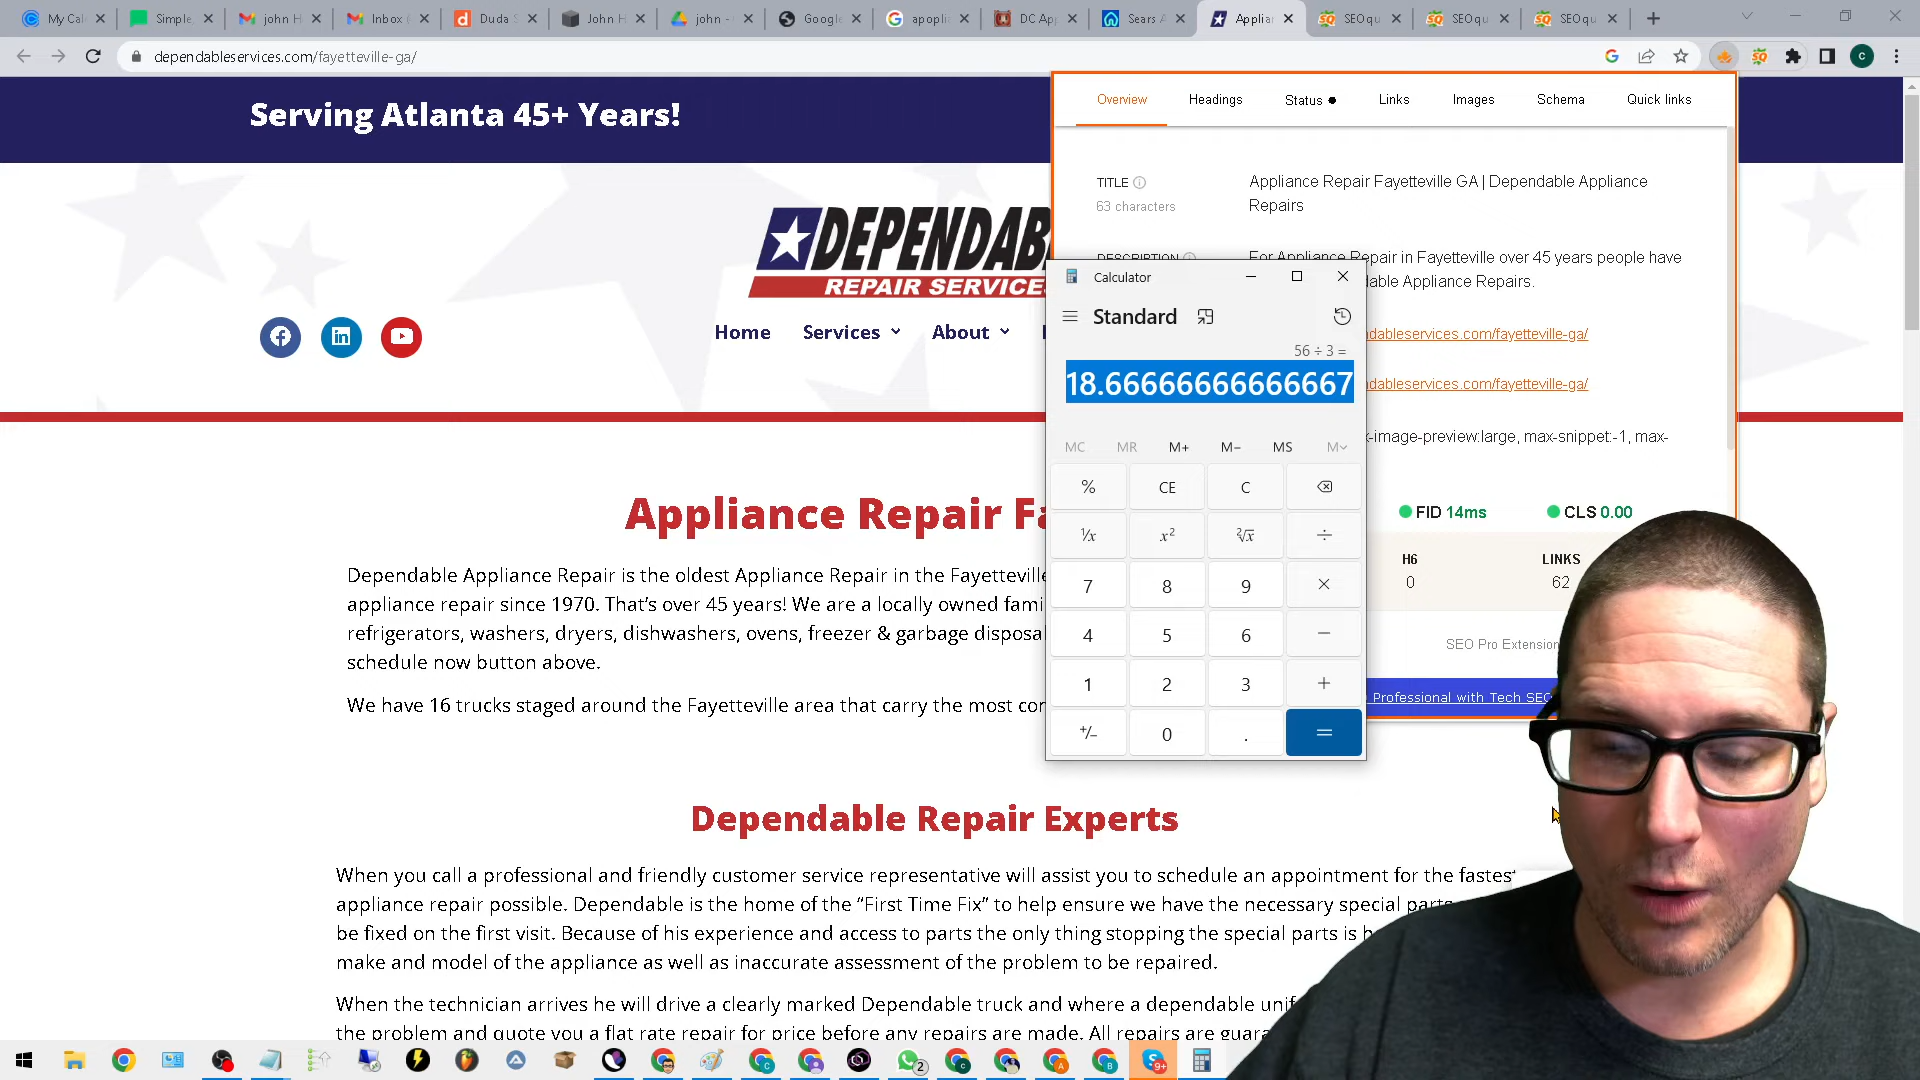 My Cal
Simple,
john H
Inbox (
Duda S
John H
john -
Google
apoplic
DC App
Sears A
Applian
SEOqu
SEOqu
SEOqu
dependableservices.com/fayetteville-ga/
Serving Atlanta 45+ Years!
DEPENDAB
REPAIR SERVICES
Home Services About
Overview Headings Status Links Images Schema Quick links
TITLE
63 characters
Appliance Repair Fayetteville GA | Dependable Appliance
Repairs
DESCRIPTION
For Appliance Repair in Fayetteville over 45 years people have
dable Appliance Repairs.
ndableservices.com/fayetteville-ga/
ndableservices.com/fayetteville-ga/
x-image-preview:large, max-snippet:-1, max-
FID 14ms CLS 0.00
H6 LINKS
0 62
SEO Pro Extension
Professional with Tech SEO
Calculator
Standard
56 ÷ 3 =
18.66666666666667
MC MR M+ M− MS M
% CE C
¹/x x² ²√x ÷
7 8 9 ×
4 5 6 −
1 2 3 +
+/− 0 . =
Appliance Repair Fa
Dependable Appliance Repair is the oldest Appliance Repair in the Fayetteville
appliance repair since 1970. That’s over 45 years! We are a locally owned fami
refrigerators, washers, dryers, dishwashers, ovens, freezer & garbage disposa
schedule now button above.
We have 16 trucks staged around the Fayetteville area that carry the most co
Dependable Repair Experts
When you call a professional and friendly customer service representative will assist you to schedule an appointment for the fastes
appliance repair possible. Dependable is the home of the “First Time Fix” to help ensure we have the necessary special parts
be fixed on the first visit. Because of his experience and access to parts the only thing stopping the special parts is
make and model of the appliance as well as inaccurate assessment of the problem to be repaired.
When the technician arrives he will drive a clearly marked Dependable truck and where a dependable unif
the problem and quote you a flat rate repair for price before any repairs are made. All repairs are guar
2
9+